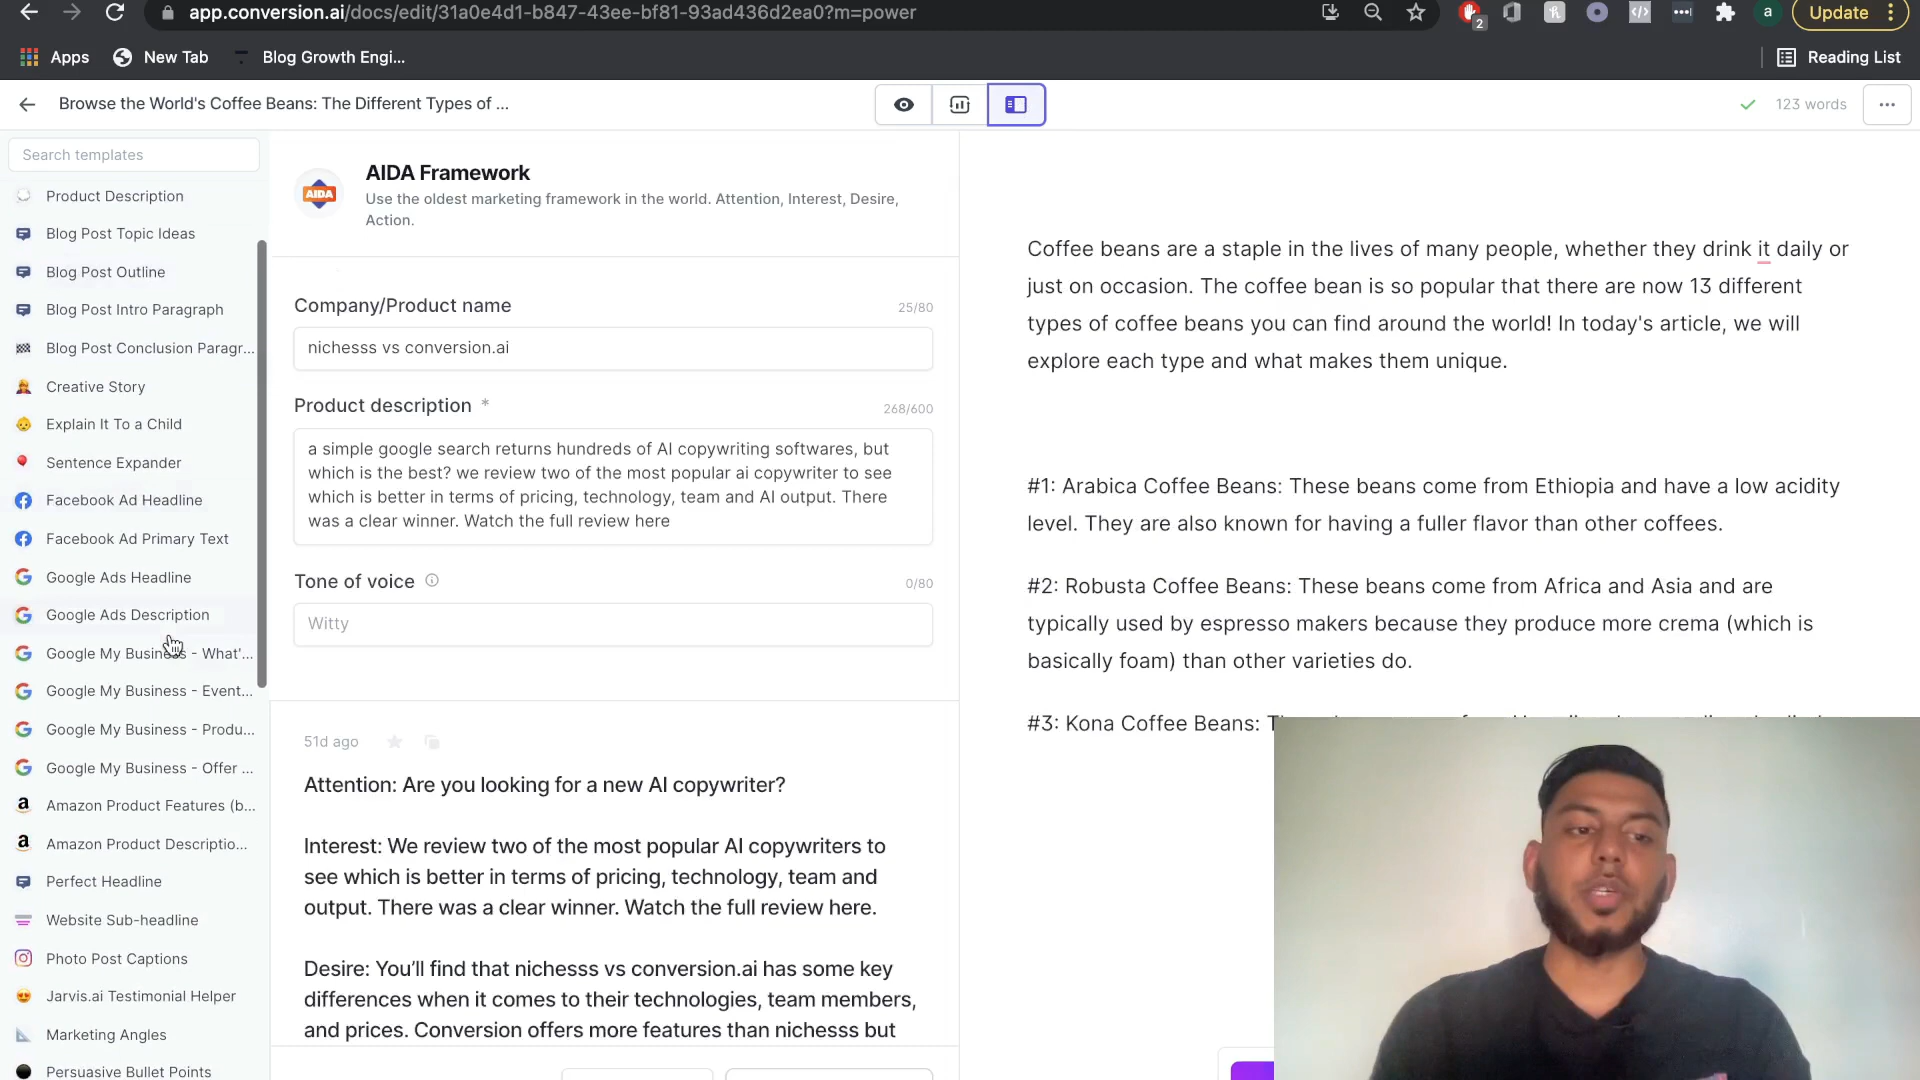 app.conversion.ai/docs/edit/31a0e4d1-b847-43ee-bf81-93ad436d2ea0?m=power
2
a
Update
Apps
New Tab
Blog Growth Engi...
Reading List
Browse the World's Coffee Beans: The Different Types of ...
123 words
Search templates
Product Description
Blog Post Topic Ideas
Blog Post Outline
Blog Post Intro Paragraph
Blog Post Conclusion Paragr...
Creative Story
Explain It To a Child
Sentence Expander
Facebook Ad Headline
Facebook Ad Primary Text
Google Ads Headline
Google Ads Description
Google My Business - What'...
Google My Business - Event...
Google My Business - Produ...
Google My Business - Offer ...
Amazon Product Features (b...
Amazon Product Descriptio...
Perfect Headline
Website Sub-headline
Photo Post Captions
Jarvis.ai Testimonial Helper
Marketing Angles
Persuasive Bullet Points
AIDA
AIDA Framework
Use the oldest marketing framework in the world. Attention, Interest, Desire,
Action.
Company/Product name
25/80
nichesss vs conversion.ai
Product description *
268/600
a simple google search returns hundreds of AI copywriting softwares, but
which is the best? we review two of the most popular ai copywriter to see
which is better in terms of pricing, technology, team and AI output. There
was a clear winner. Watch the full review here
Tone of voice
0/80
Witty
51d ago
Attention: Are you looking for a new AI copywriter?
Interest: We review two of the most popular AI copywriters to
see which is better in terms of pricing, technology, team and
output. There was a clear winner. Watch the full review here.
Desire: You'll find that nichesss vs conversion.ai has some key
differences when it comes to their technologies, team members,
and prices. Conversion offers more features than nichesss but
Coffee beans are a staple in the lives of many people, whether they drink it daily or
just on occasion. The coffee bean is so popular that there are now 13 different
types of coffee beans you can find around the world! In today's article, we will
explore each type and what makes them unique.
#1: Arabica Coffee Beans: These beans come from Ethiopia and have a low acidity
level. They are also known for having a fuller flavor than other coffees.
#2: Robusta Coffee Beans: These beans come from Africa and Asia and are
typically used by espresso makers because they produce more crema (which is
basically foam) than other varieties do.
#3: Kona Coffee Beans: